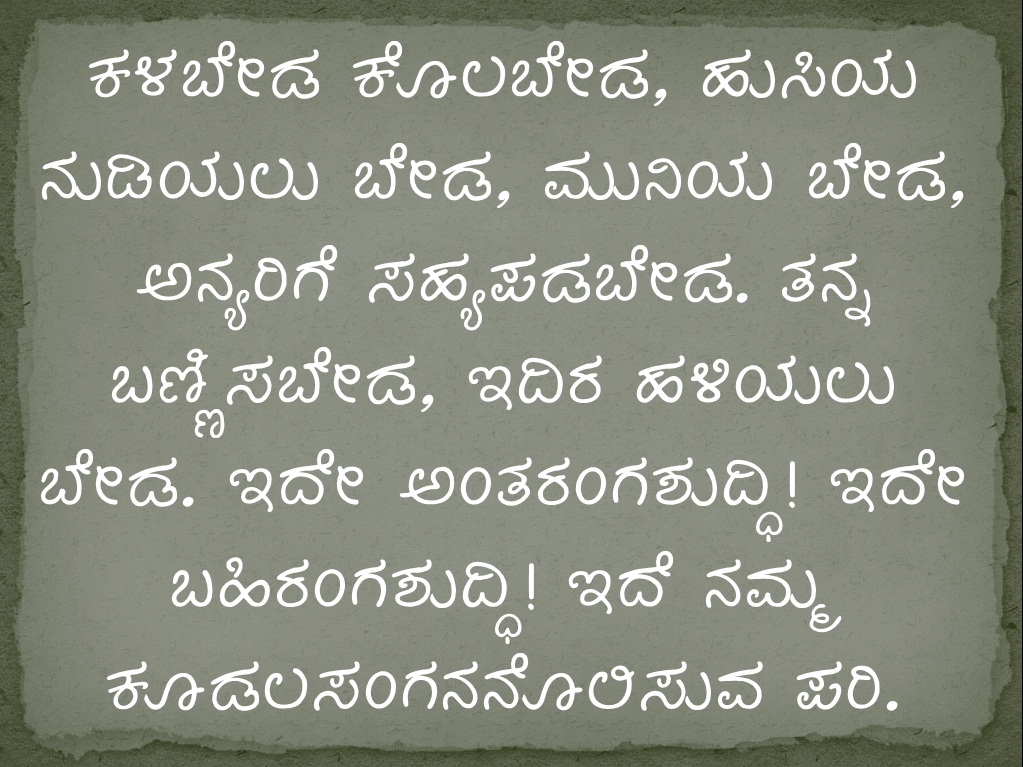 ಕಳಬೇಡ ಕೊಲಬೇಡ, ಹುಸಿಯ
ನುಡಿಯಲು ಬೇಡ, ಮುನಿಯ ಬೇಡ,
ಅನ್ಯರಿಗೆ ಸಹ್ಯಪಡಬೇಡ. ತನ್ನ
ಬಣ್ಣಿಸಬೇಡ, ಇದಿರ ಹಳಿಯಲು
ಬೇಡ. ಇದೇ ಅಂತರಂಗಶುದ್ಧಿ! ಇದೇ
ಬಹಿರಂಗಶುದ್ಧಿ! ಇದೆ ನಮ್ಮ
ಕೂಡಲಸಂಗನನೊಲಿಸುವ ಪರಿ.